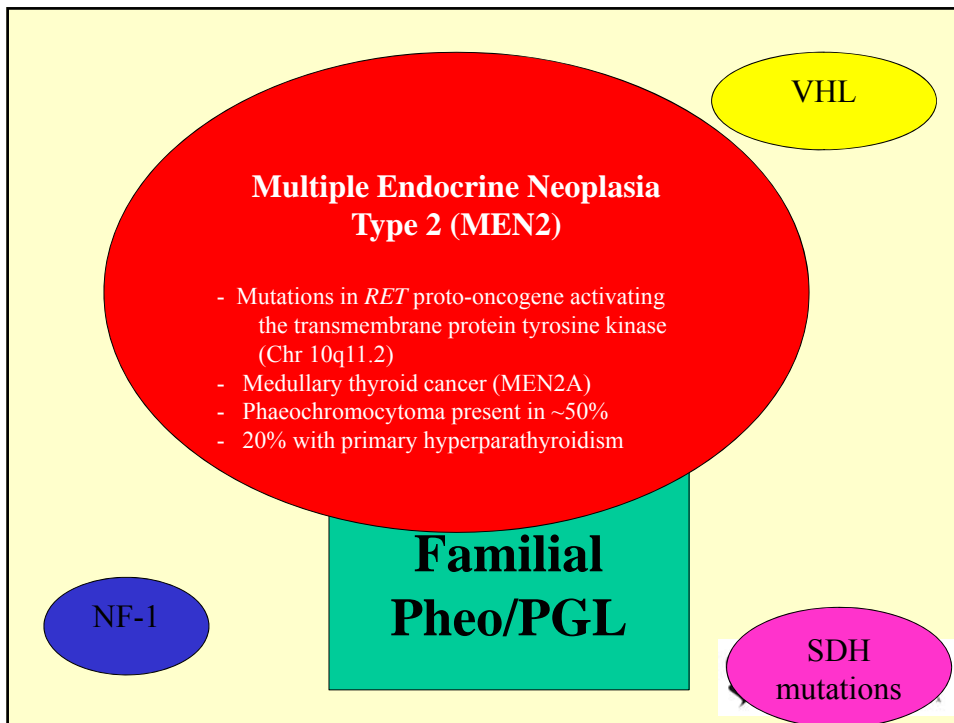 VHL
Multiple Endocrine Neoplasia
Type 2 (MEN2)
- Mutations in RET proto-oncogene activating
the transmembrane protein tyrosine kinase
(Chr 10q11.2)
- Medullary thyroid cancer (MEN2A)
- Phaeochromocytoma present in ~50%
- 20% with primary hyperparathyroidism
Familial
Pheo/PGL
NF-1
SDH
mutations